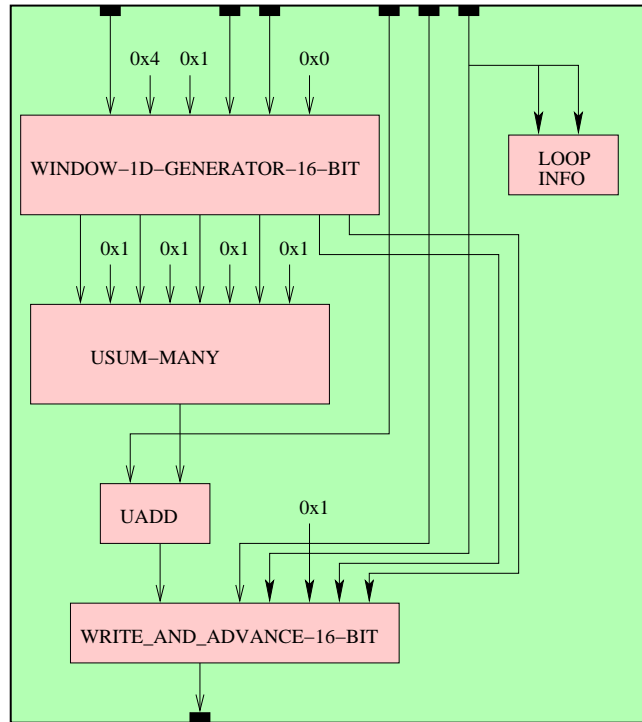 0x4 0x1 0x0
WINDOW−1D−GENERATOR−16−BIT
LOOP
INFO
0x1 0x1 0x1 0x1
USUM−MANY
UADD
0x1
WRITE_AND_ADVANCE−16−BIT